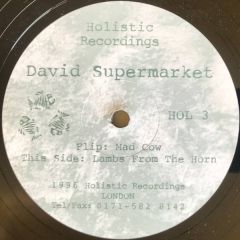 Holistic
Recordings
David Supermarket
HOL 3
Flip: Mad Cow
This Side: Lambs From The Horn
1996 Holistic Recordings
LONDON
Tel/Fax: 0171-582 8142